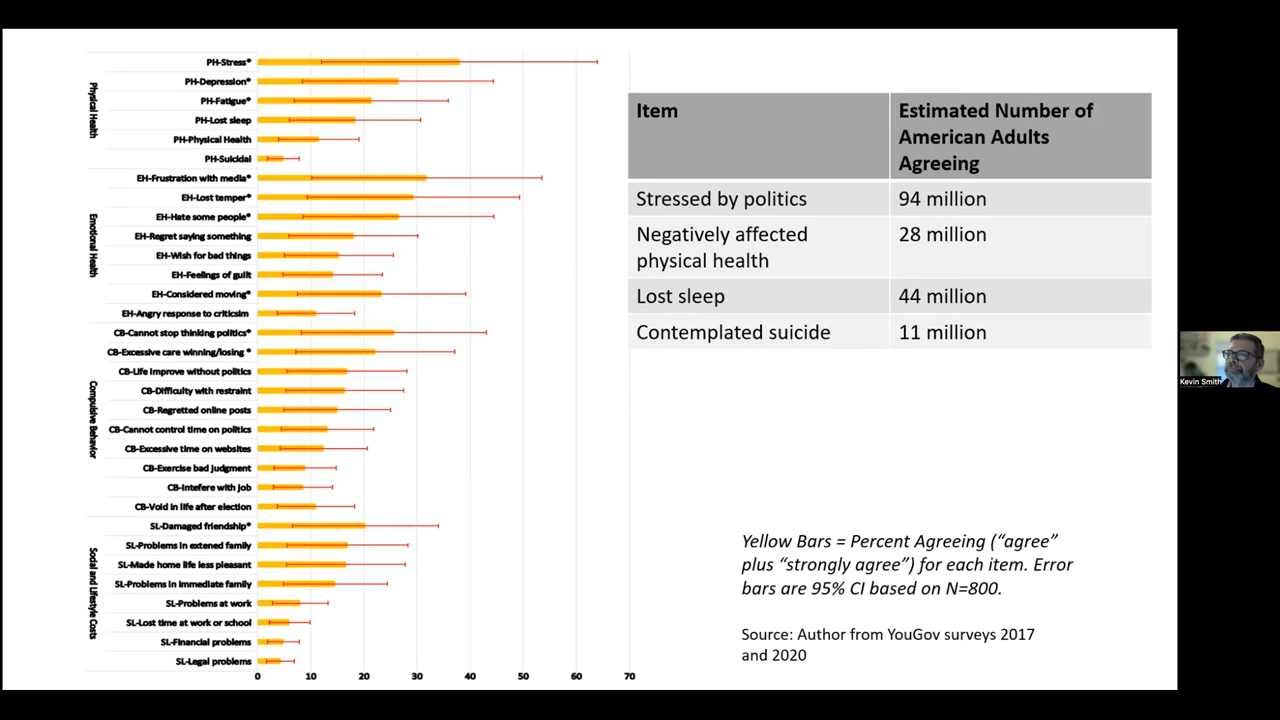 Physical Health
PH-Stress*
PH-Depression*
PH-Fatigue*
PH-Lost sleep
PH-Physical Health
PH-Suicidal
Emotional Health
EH-Frustration with media*
EH-Lost temper*
EH-Hate some people*
EH-Regret saying something
EH-Wish for bad things
EH-Feelings of guilt
EH-Considered moving*
EH-Angry response to criticsim
Compulsive Behavior
CB-Cannot stop thinking politics*
CB-Excessive care winning/losing *
CB-Life improve without politics
CB-Difficulty with restraint
CB-Regretted online posts
CB-Cannot control time on politics
CB-Excessive time on websites
CB-Exercise bad judgment
CB-Intefere with job
CB-Void in life after election
Social and Lifestyle Costs
SL-Damaged friendship*
SL-Problems in extened family
SL-Made home life less pleasant
SL-Problems in immediate family
SL-Problems at work
SL-Lost time at work or school
SL-Financial problems
SL-Legal problems
0 10 20 30 40 50 60 70
Item Estimated Number of
American Adults
Agreeing
Stressed by politics 94 million
Negatively affected 28 million
physical health
Lost sleep 44 million
Contemplated suicide 11 million
Yellow Bars = Percent Agreeing (“agree”
plus “strongly agree”) for each item. Error
bars are 95% CI based on N=800.
Source: Author from YouGov surveys 2017
and 2020
Kevin Smith